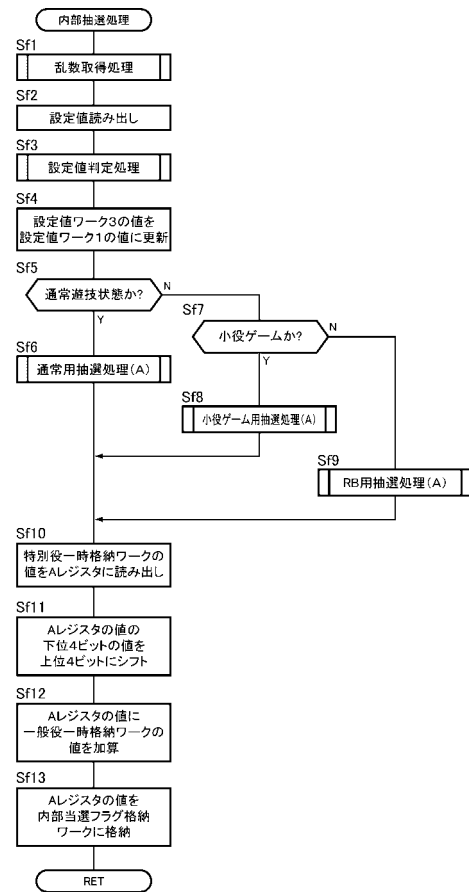 内部抽選処理
Sf1
乱数取得処理
Sf2
設定値読み出し
Sf3
設定値判定処理
Sf4
設定値ワーク3の値を
設定値ワーク1の値に更新
Sf5
通常遊技状態か?
N
Y
Sf7
小役ゲームか?
N
Y
Sf6
通常用抽選処理(A)
Sf8
小役ゲーム用抽選処理(A)
Sf9
RB用抽選処理(A)
Sf10
特別役一時格納ワークの
値をAレジスタに読み出し
Sf11
Aレジスタの値の
下位4ビットの値を
上位4ビットにシフト
Sf12
Aレジスタの値に
一般役一時格納ワークの
値を加算
Sf13
Aレジスタの値を
内部当選フラグ格納
ワークに格納
RET